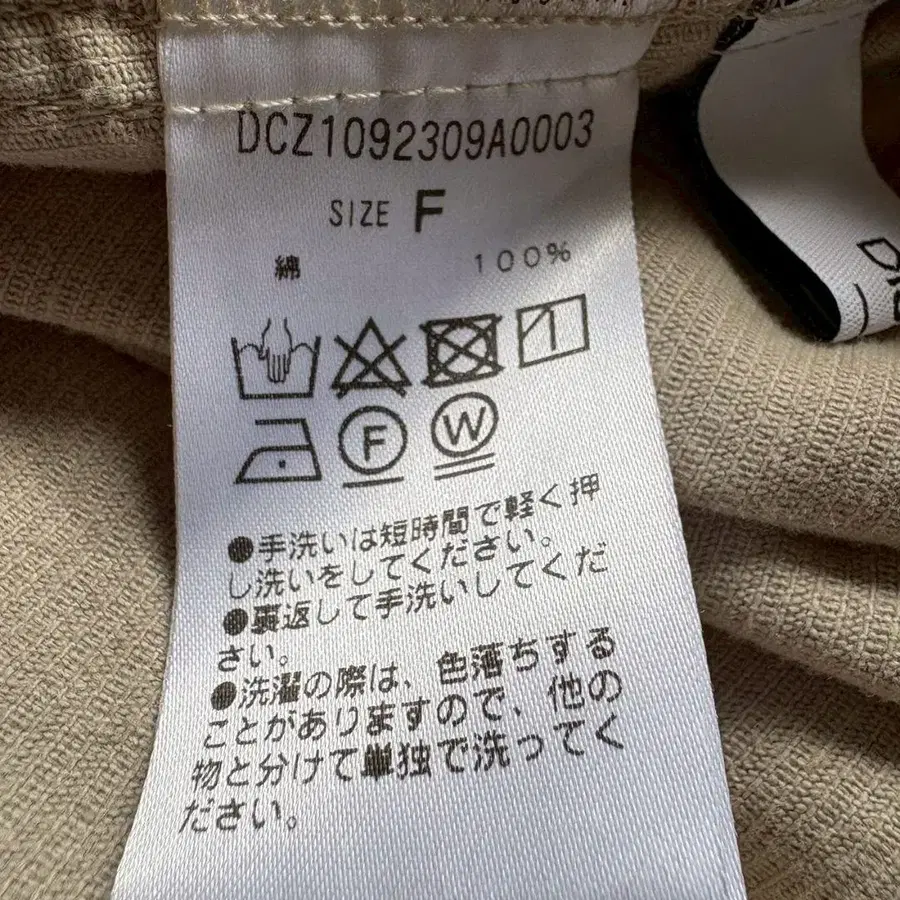 DCZ1092309A0003
SIZE F
綿 100%
F W
●手洗いは短時間で軽く押
し洗いをしてください。
●裏返して手洗いしてくだ
さい。
●洗濯の際は、色落ちする
ことがありますので、他の
物と分けて単独で洗ってく
ださい。